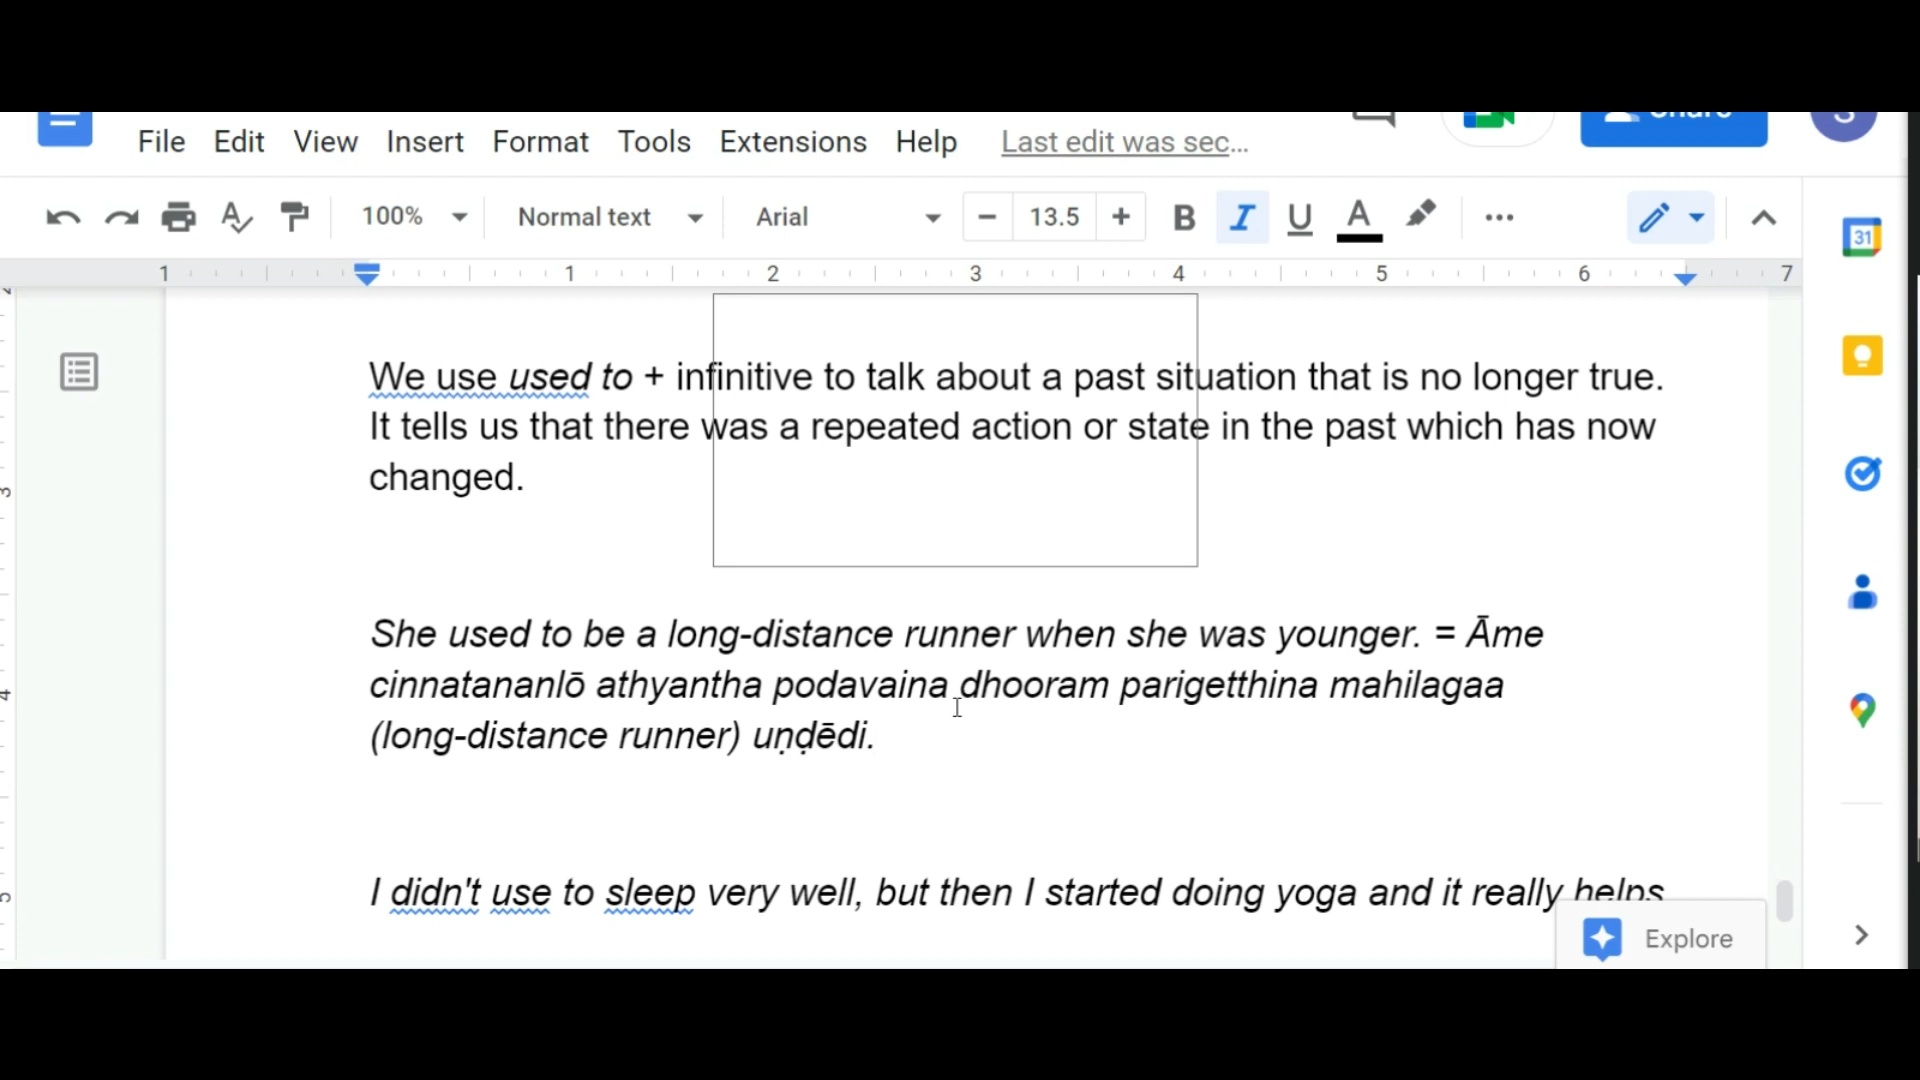 File Edit View Insert Format Tools Extensions Help Last edit was sec...
100% Normal text Arial 13.5 B I U A
1 1 2 3 4 5 6 7
31
We use used to + infinitive to talk about a past situation that is no longer true.
It tells us that there was a repeated action or state in the past which has now
changed.
3
She used to be a long-distance runner when she was younger. = Āme
cinnatananlō athyantha podavaina dhooram parigetthina mahilagaa
4
(long-distance runner) uṇḍēdi.
5
I didn't use to sleep very well, but then I started doing yoga and it really helps
Explore